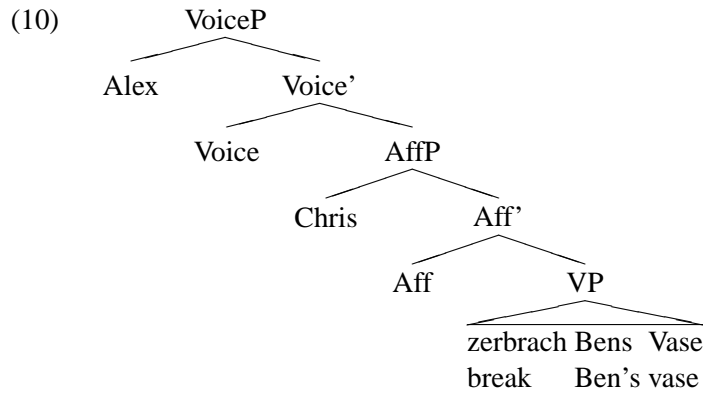 (10) VoiceP
Alex Voice’
Voice AffP
Chris Aff’
Aff VP
zerbrach Bens Vase
break Ben’s vase